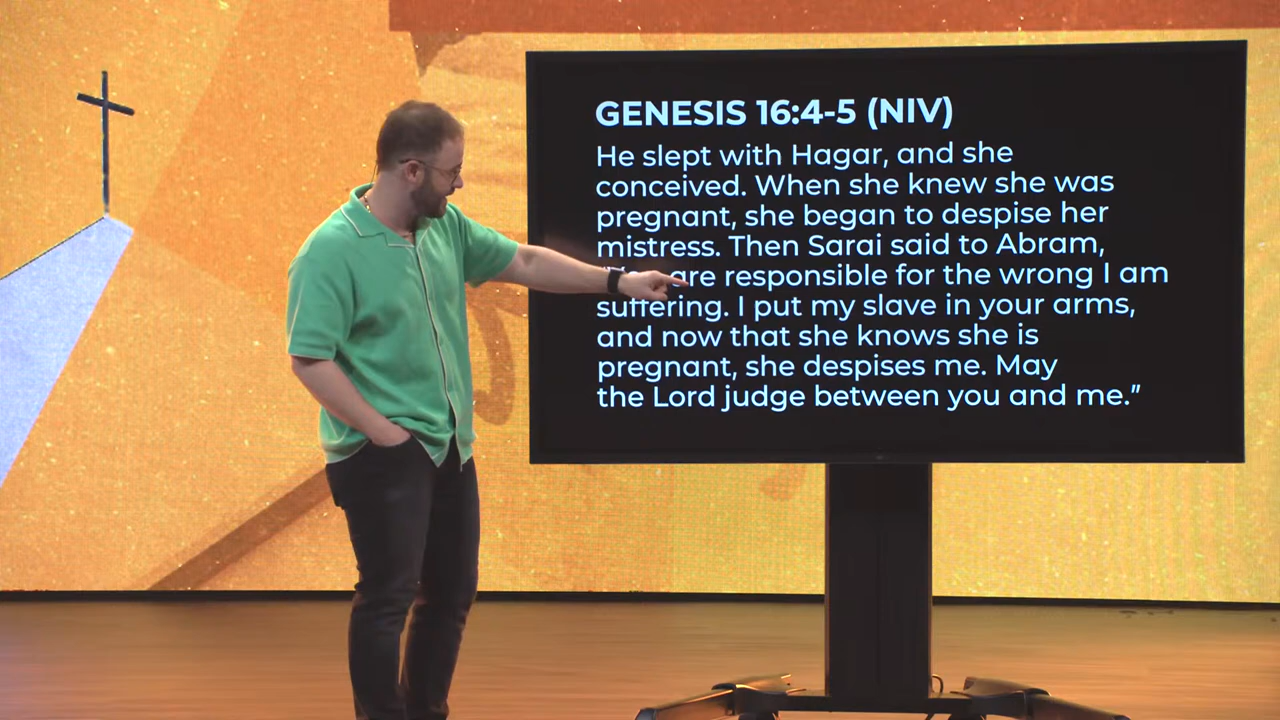 GENESIS 16:4-5 (NIV)
He slept with Hagar, and she
conceived. When she knew she was
pregnant, she began to despise her
mistress. Then Sarai said to Abram,
are responsible for the wrong I am
suffering. I put my slave in your arms,
and now that she knows she is
pregnant, she despises me. May
the Lord judge between you and me.”